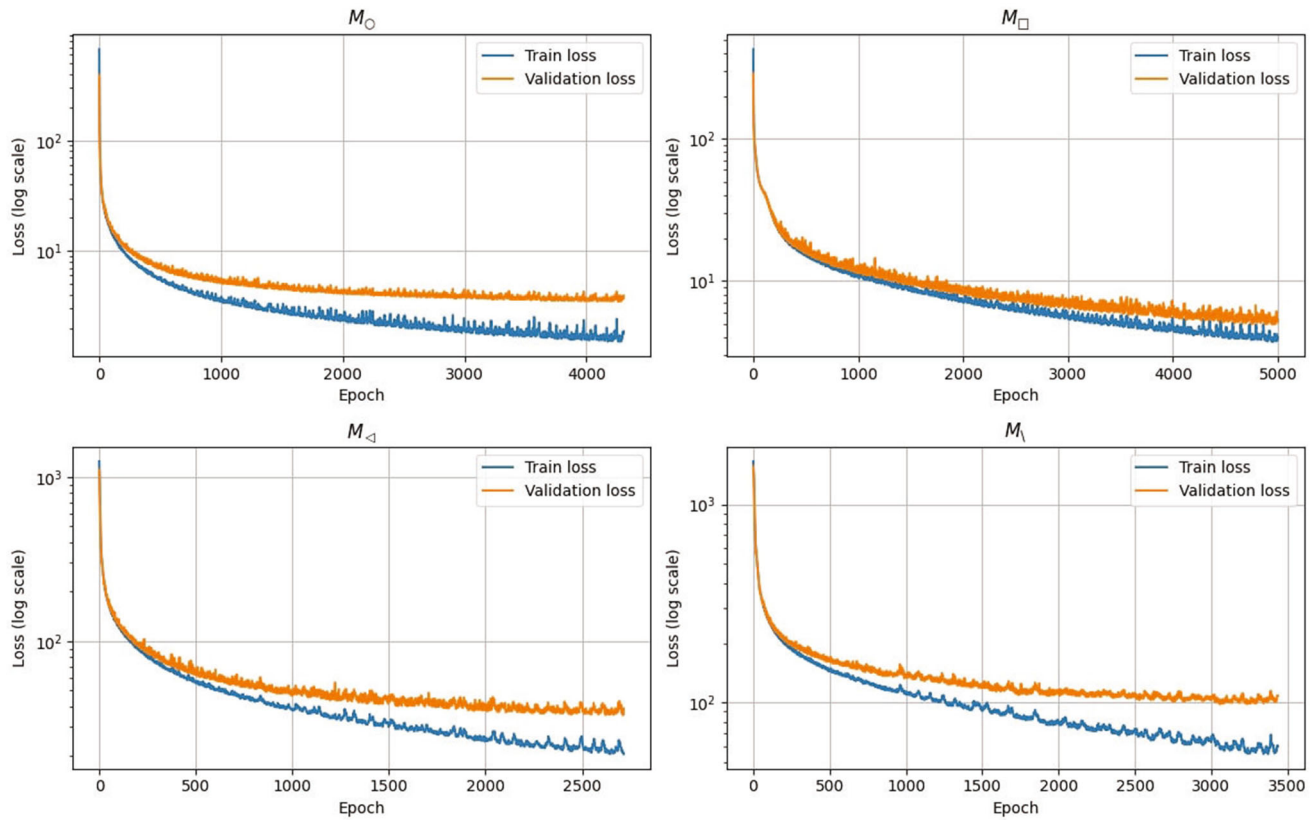 M○
Train loss
Validation loss
10²
10¹
Loss (log scale)
0 1000 2000 3000 4000
Epoch
M□
Train loss
Validation loss
10²
10¹
Loss (log scale)
0 1000 2000 3000 4000 5000
Epoch
M◁
Train loss
Validation loss
10³
10²
Loss (log scale)
0 500 1000 1500 2000 2500
Epoch
M\
Train loss
Validation loss
10³
10²
Loss (log scale)
0 500 1000 1500 2000 2500 3000 3500
Epoch